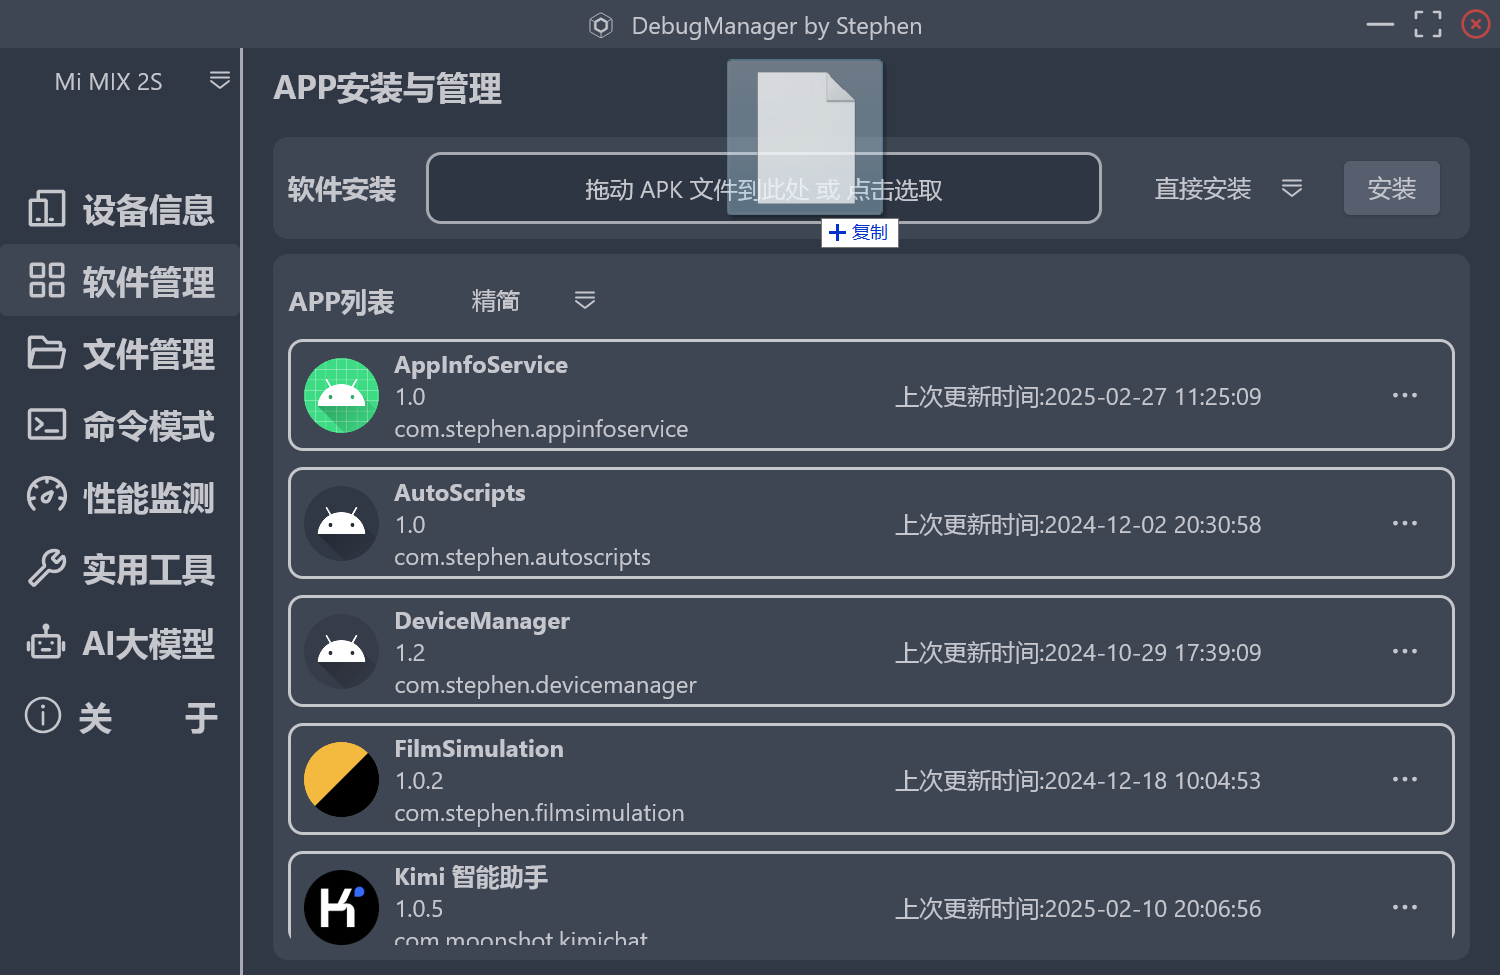 DebugManager by Stephen
Mi MIX 2S
设备信息
软件管理
文件管理
命令模式
性能监测
实用工具
AI大模型
关 于
APP安装与管理
软件安装
拖动 APK 文件到此处 或 点击选取
直接安装
安装
复制
APP列表
精简
AppInfoService
1.0
com.stephen.appinfoservice
上次更新时间:2025-02-27 11:25:09
AutoScripts
1.0
com.stephen.autoscripts
上次更新时间:2024-12-02 20:30:58
DeviceManager
1.2
com.stephen.devicemanager
上次更新时间:2024-10-29 17:39:09
FilmSimulation
1.0.2
com.stephen.filmsimulation
上次更新时间:2024-12-18 10:04:53
Kimi 智能助手
1.0.5
com.moonshot.kimichat
上次更新时间:2025-02-10 20:06:56